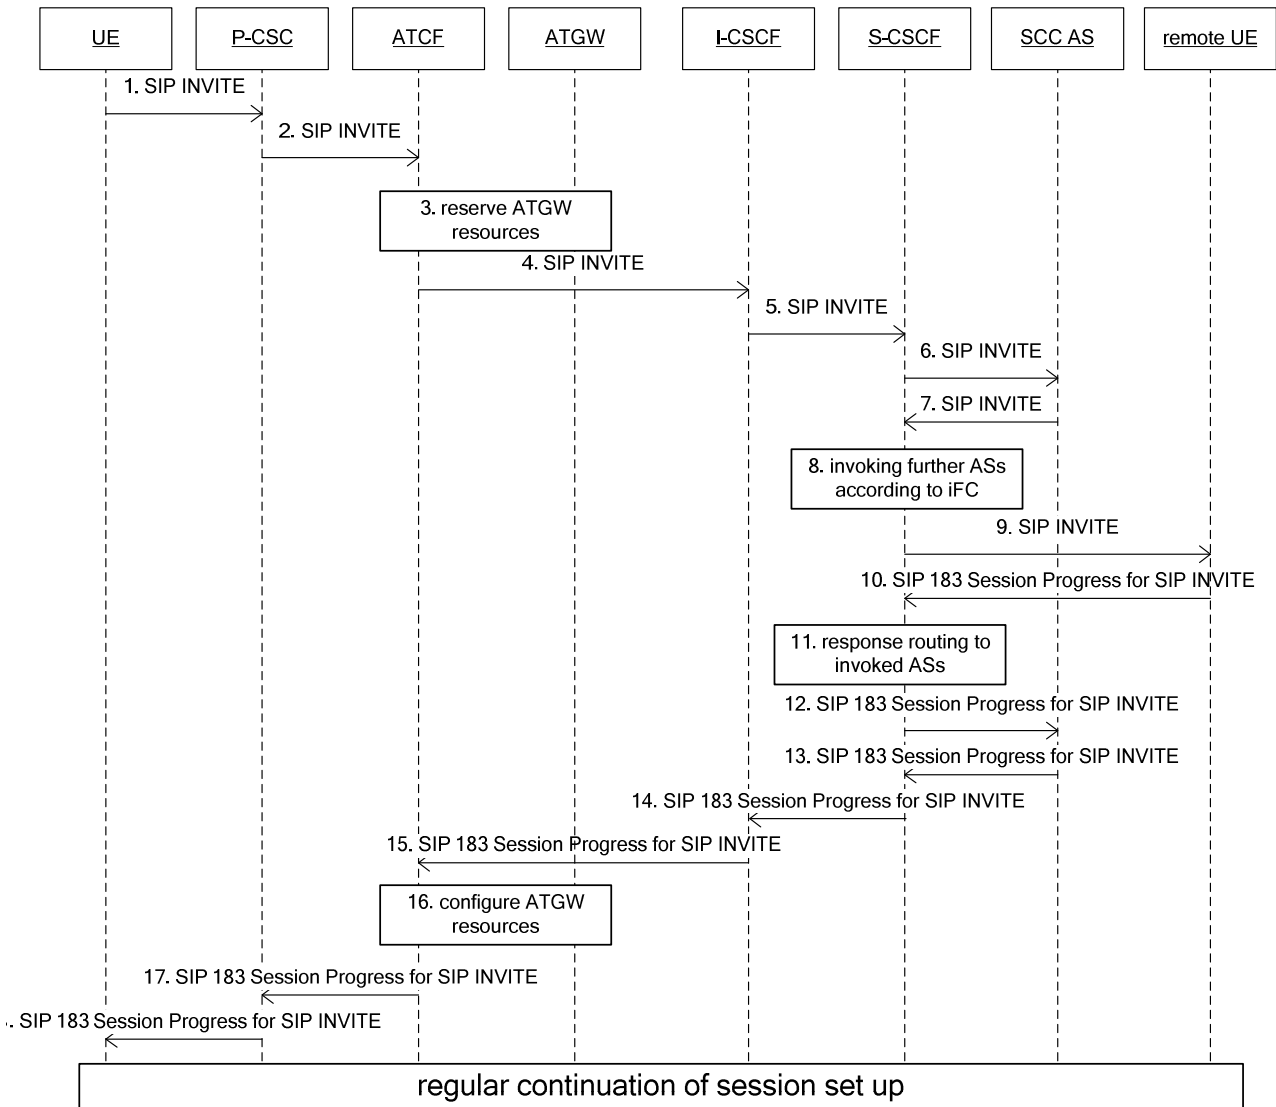 UE P-CSC ATCF ATGW I-CSCF S-CSCF SCC AS remote UE
1. SIP INVITE
2. SIP INVITE
3. reserve ATGW
resources
4. SIP INVITE
5. SIP INVITE
6. SIP INVITE
7. SIP INVITE
8. invoking further ASs
according to iFC
9. SIP INVITE
10. SIP 183 Session Progress for SIP INVITE
11. response routing to
invoked ASs
12. SIP 183 Session Progress for SIP INVITE
13. SIP 183 Session Progress for SIP INVITE
14. SIP 183 Session Progress for SIP INVITE
15. SIP 183 Session Progress for SIP INVITE
16. configure ATGW
resources
17. SIP 183 Session Progress for SIP INVITE
. SIP 183 Session Progress for SIP INVITE
regular continuation of session set up